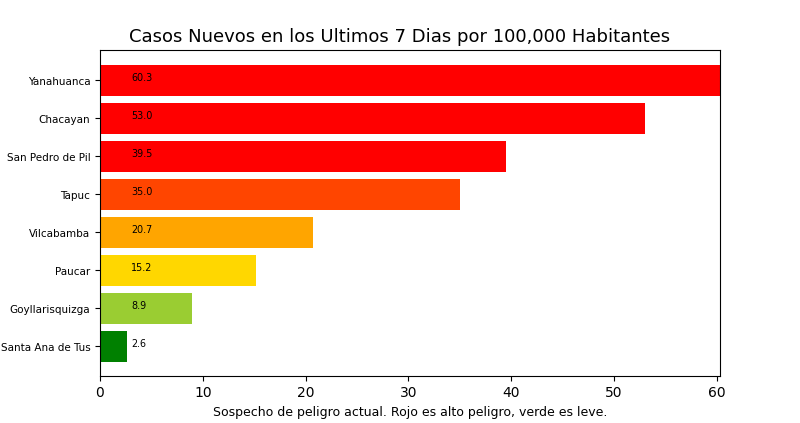 Casos Nuevos en los Ultimos 7 Dias por 100,000 Habitantes
Yanahuanca 60.3
Chacayan 53.0
San Pedro de Pil 39.5
Tapuc 35.0
Vilcabamba 20.7
Paucar 15.2
Goyllarisquizga 8.9
Santa Ana de Tus 2.6
0 10 20 30 40 50 60
Sospecho de peligro actual. Rojo es alto peligro, verde es leve.